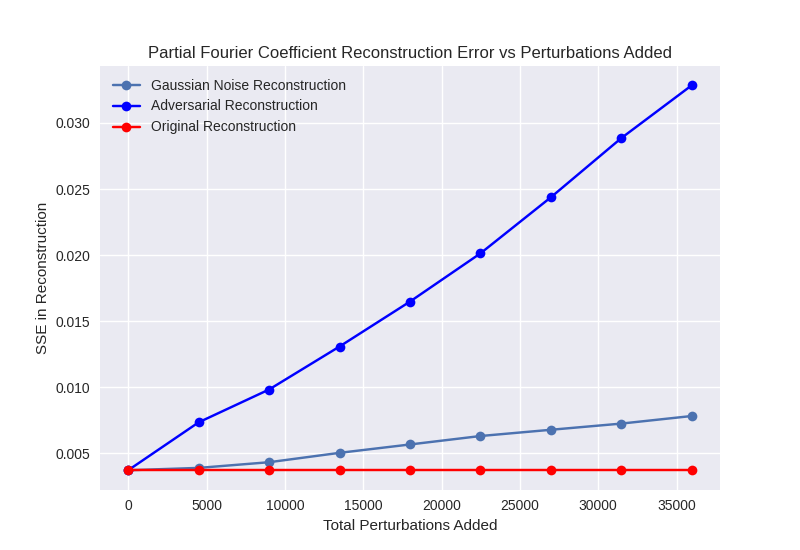 Partial Fourier Coefficient Reconstruction Error vs Perturbations Added
Gaussian Noise Reconstruction
Adversarial Reconstruction
Original Reconstruction
SSE in Reconstruction
0.030
0.025
0.020
0.015
0.010
0.005
0 5000 10000 15000 20000 25000 30000 35000
Total Perturbations Added